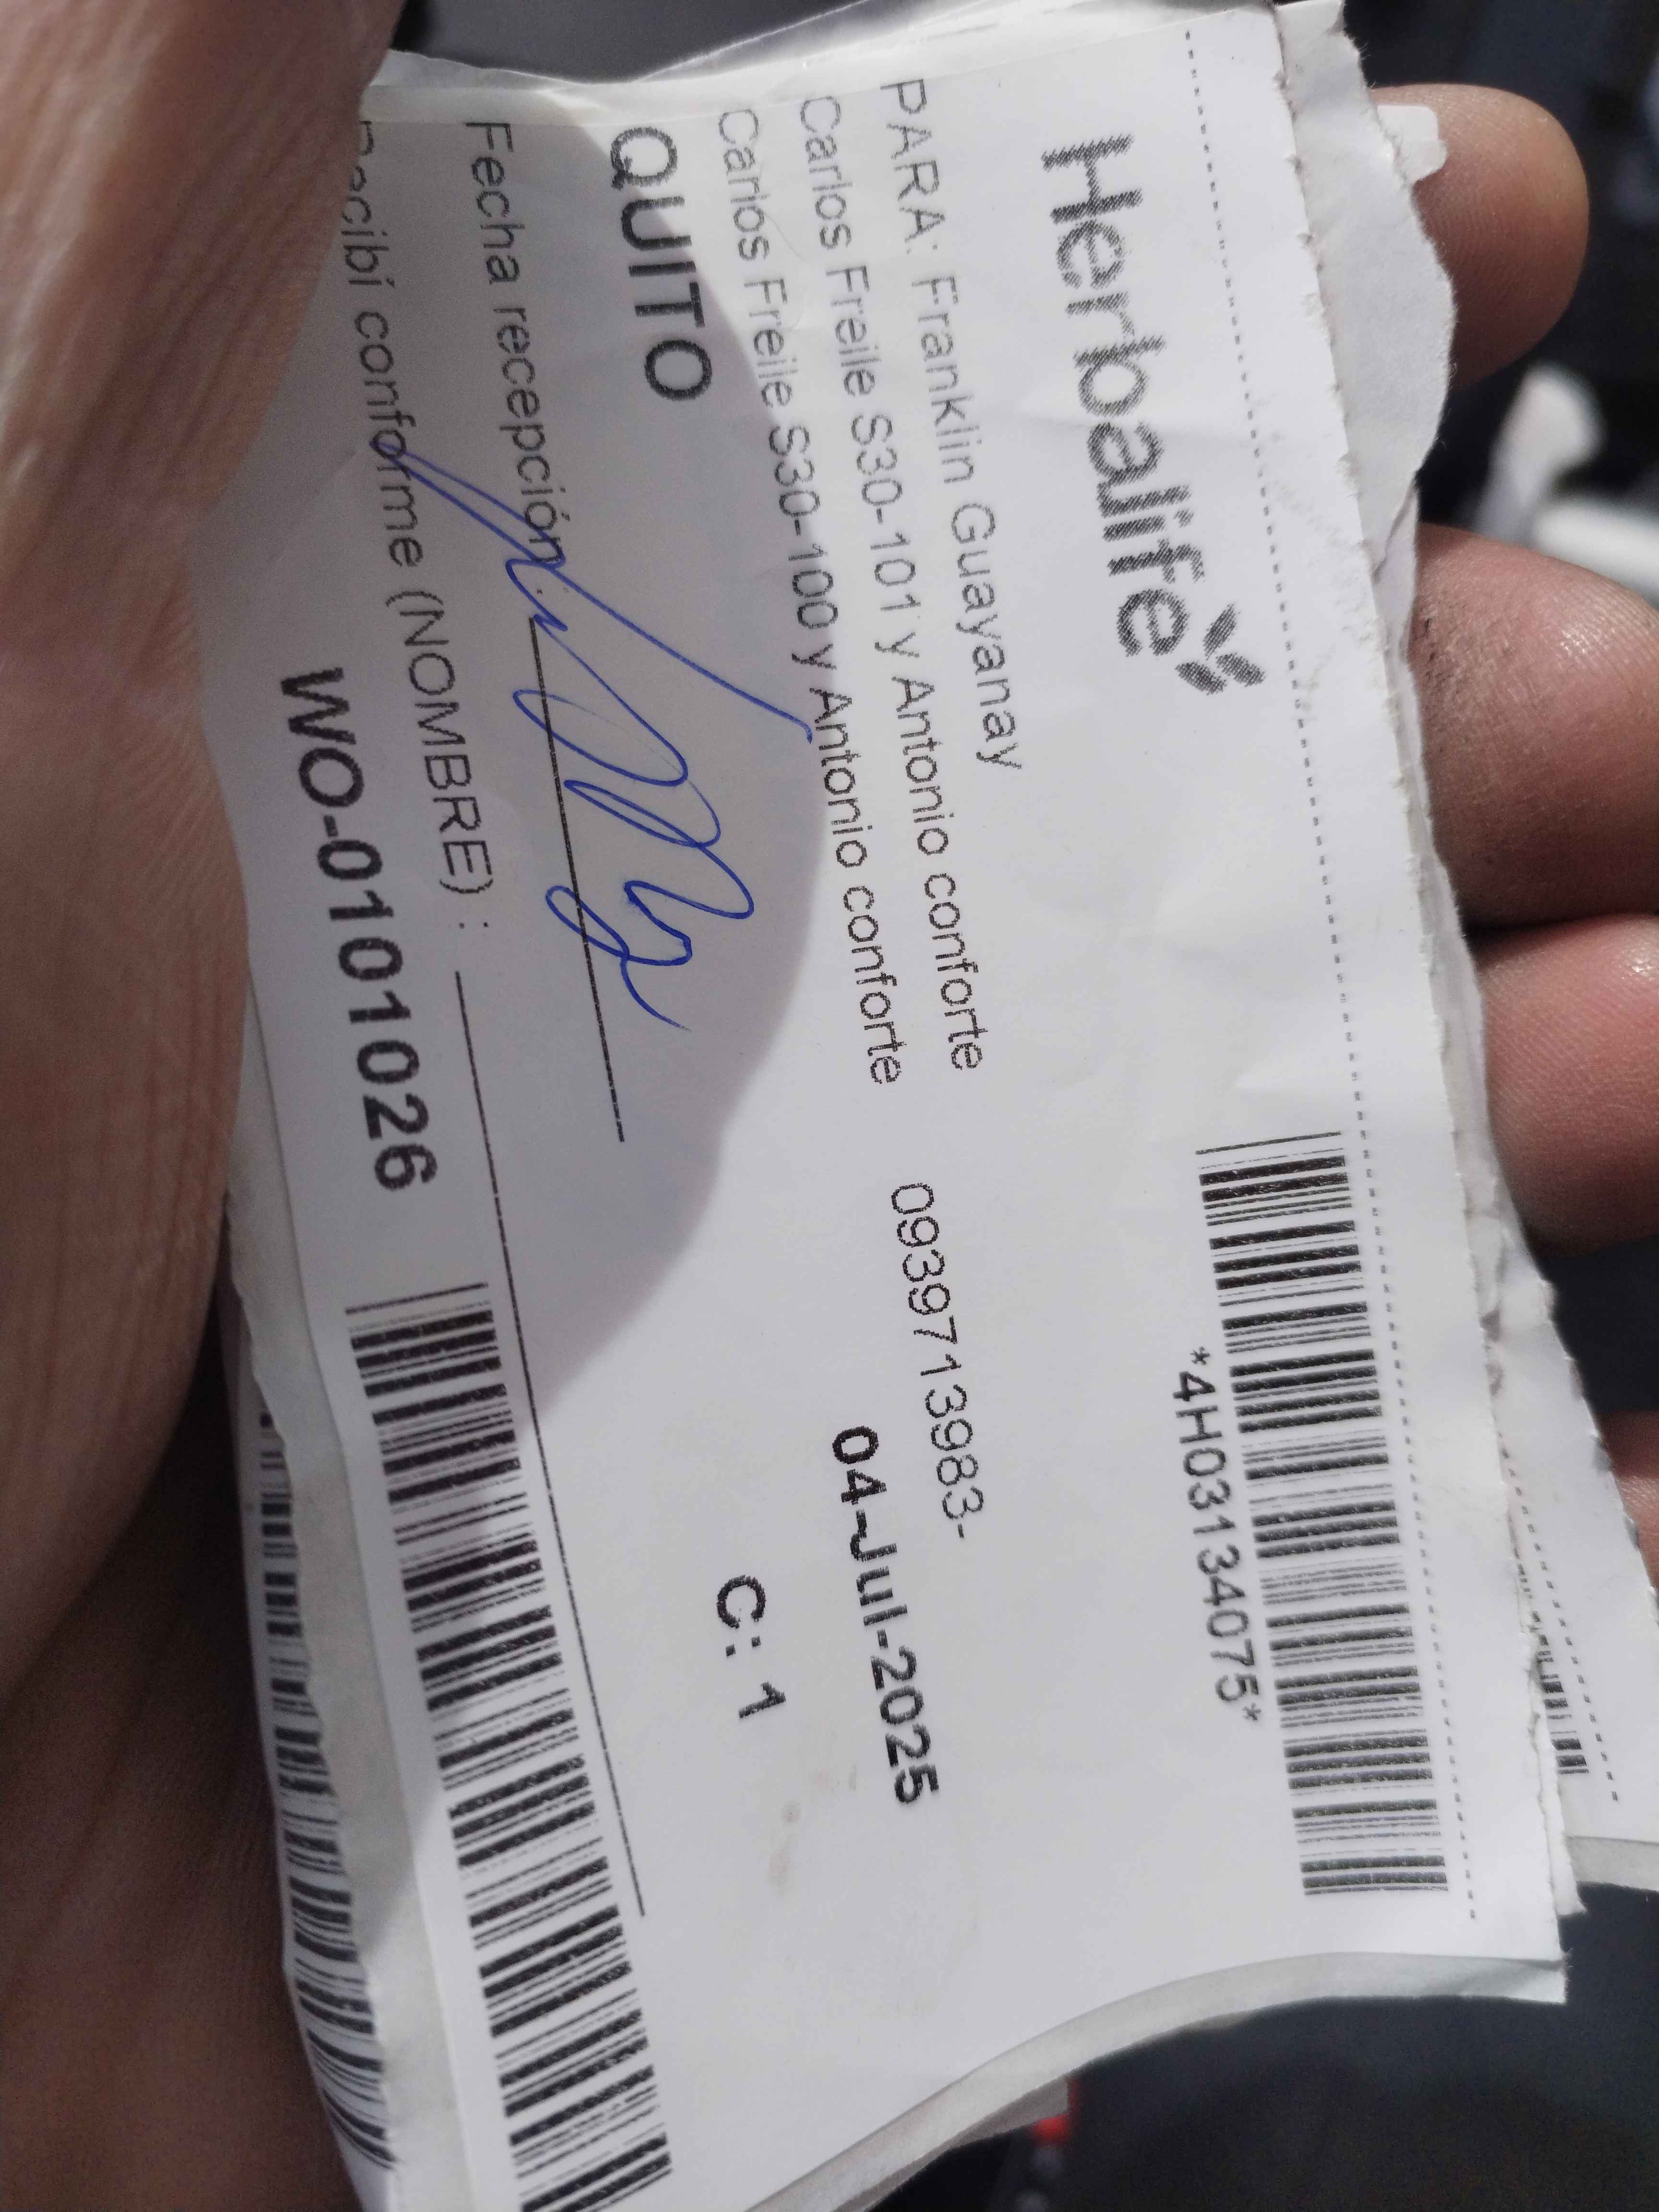 Herbalife
*4H03134075*
PARA: Franklin Guayanay 0939713983-
Carlos Freile S30-101 y Antonio conforte
Carlos Freile S30-100 y Antonio conforte
04-Jul-2025
QUITO
C: 1
Fecha recepción:
Recibí conforme (NOMBRE) :
WO-0101026